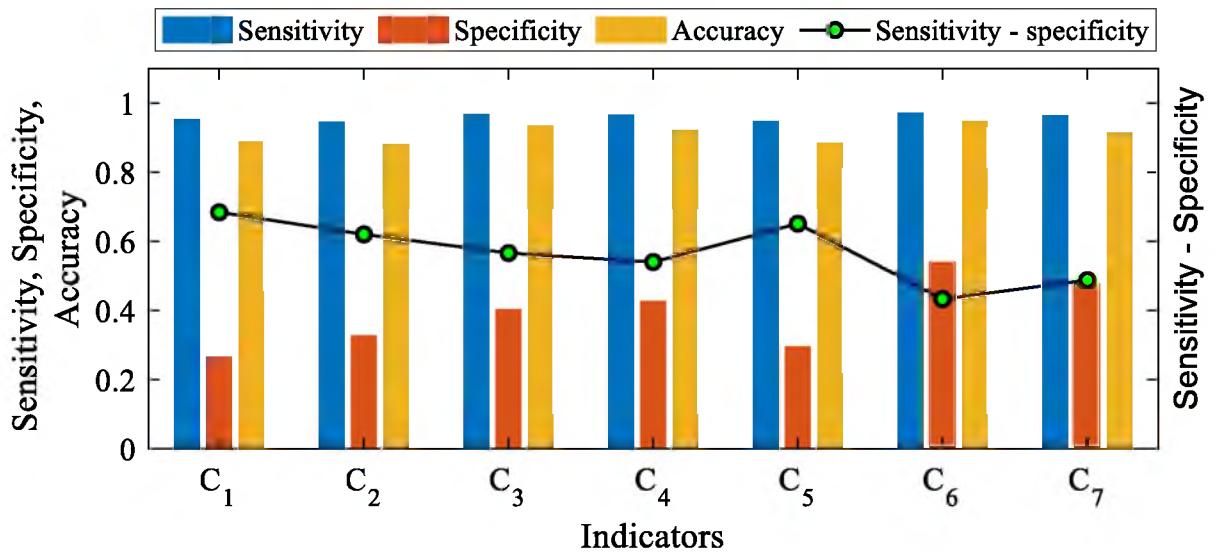 Sensitivity Specificity Accuracy Sensitivity - specificity
Sensitivity, Specificity,
Accuracy
1
0.8
0.6
0.4
0.2
0
Sensitivity - Specificity
C1 C2 C3 C4 C5 C6 C7
Indicators